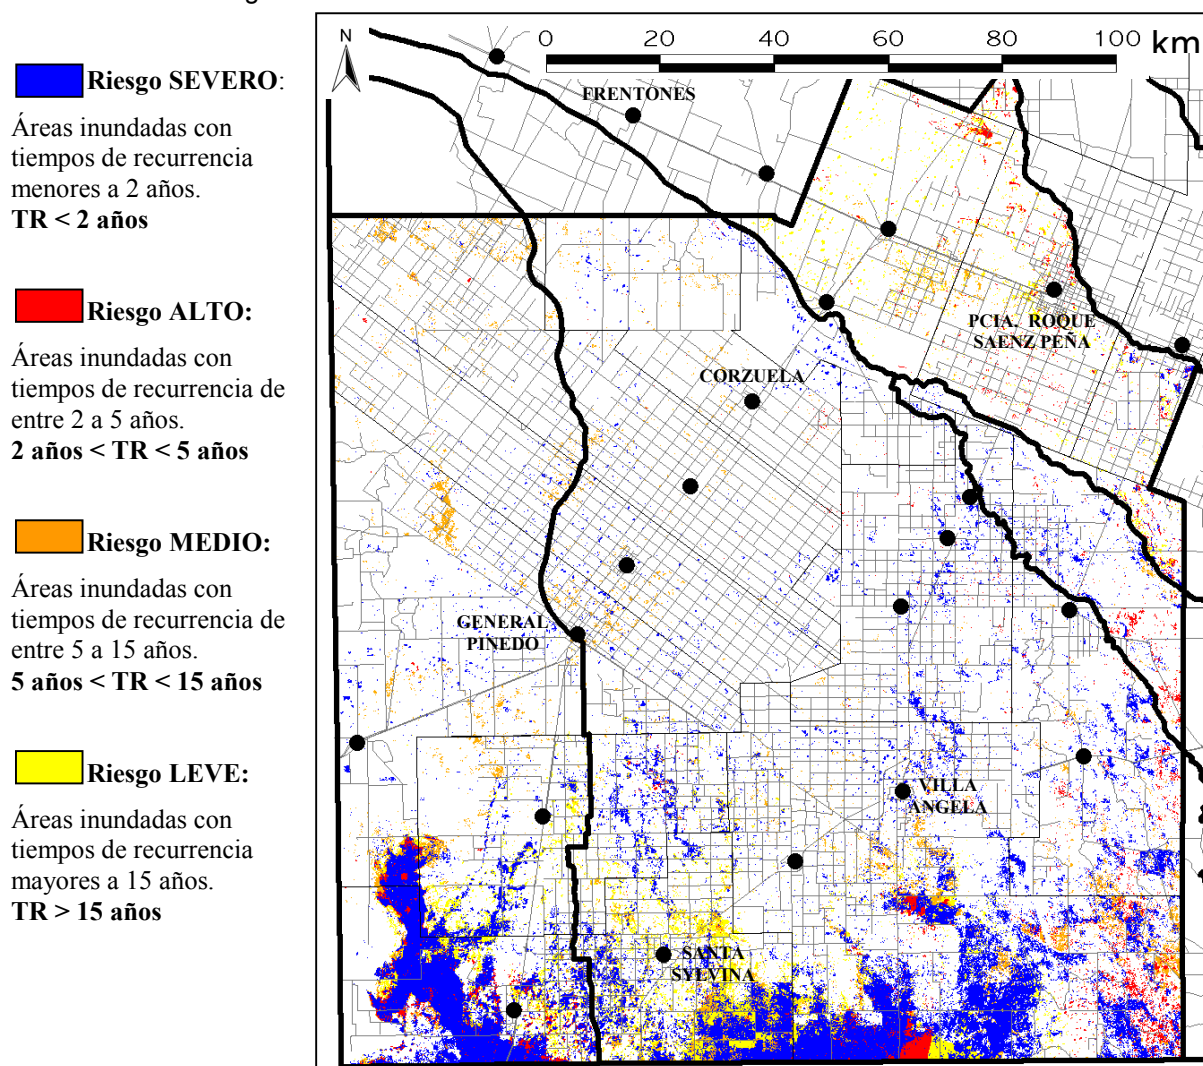 Riesgo SEVERO:
Áreas inundadas con
tiempos de recurrencia
menores a 2 años.
TR < 2 años
Riesgo ALTO:
Áreas inundadas con
tiempos de recurrencia de
entre 2 a 5 años.
2 años < TR < 5 años
Riesgo MEDIO:
Áreas inundadas con
tiempos de recurrencia de
entre 5 a 15 años.
5 años < TR < 15 años
Riesgo LEVE:
Áreas inundadas con
tiempos de recurrencia
mayores a 15 años.
TR > 15 años
N
0 20 40 60 80 100 km
FRENTONES
PCIA. ROQUE
SAENZ PEÑA
CORZUELA
GENERAL
PINEDO
VILLA
ANGELA
SANTA
SYLVINA